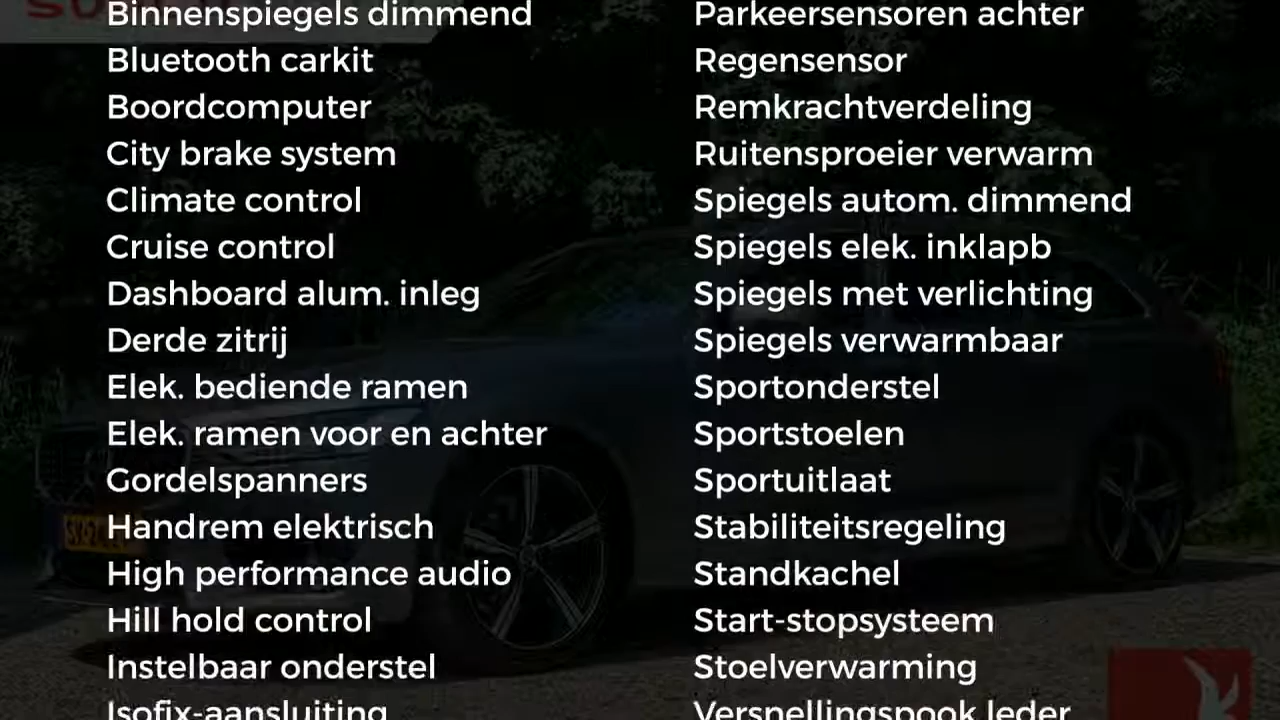 Binnenspiegels dimmend
Bluetooth carkit
Boordcomputer
City brake system
Climate control
Cruise control
Dashboard alum. inleg
Derde zitrij
Elek. bediende ramen
Elek. ramen voor en achter
Gordelspanners
Handrem elektrisch
High performance audio
Hill hold control
Instelbaar onderstel
Isofix-aansluiting
Parkeersensoren achter
Regensensor
Remkrachtverdeling
Ruitensproeier verwarm
Spiegels autom. dimmend
Spiegels elek. inklapb
Spiegels met verlichting
Spiegels verwarmbaar
Sportonderstel
Sportstoelen
Sportuitlaat
Stabiliteitsregeling
Standkachel
Start-stopsysteem
Stoelverwarming
Versnellingspook leder